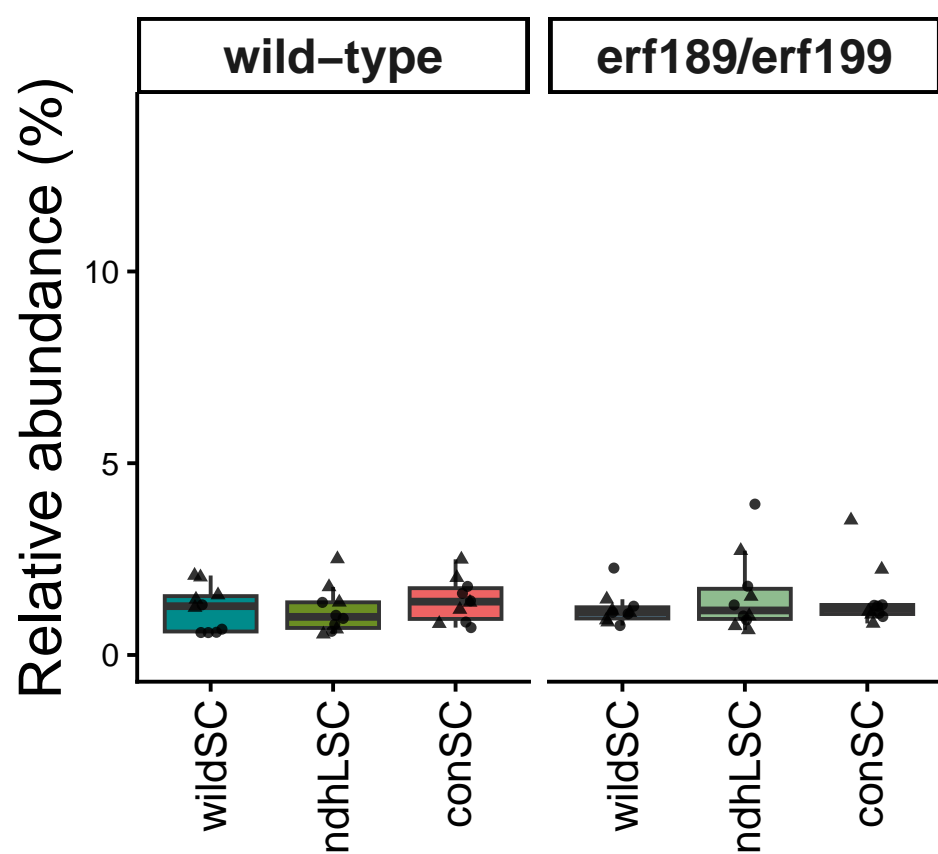 wild–type
erf189/erf199
Relative abundance (%)
10
5
0
wildSC
ndhLSC
conSC
wildSC
ndhLSC
conSC